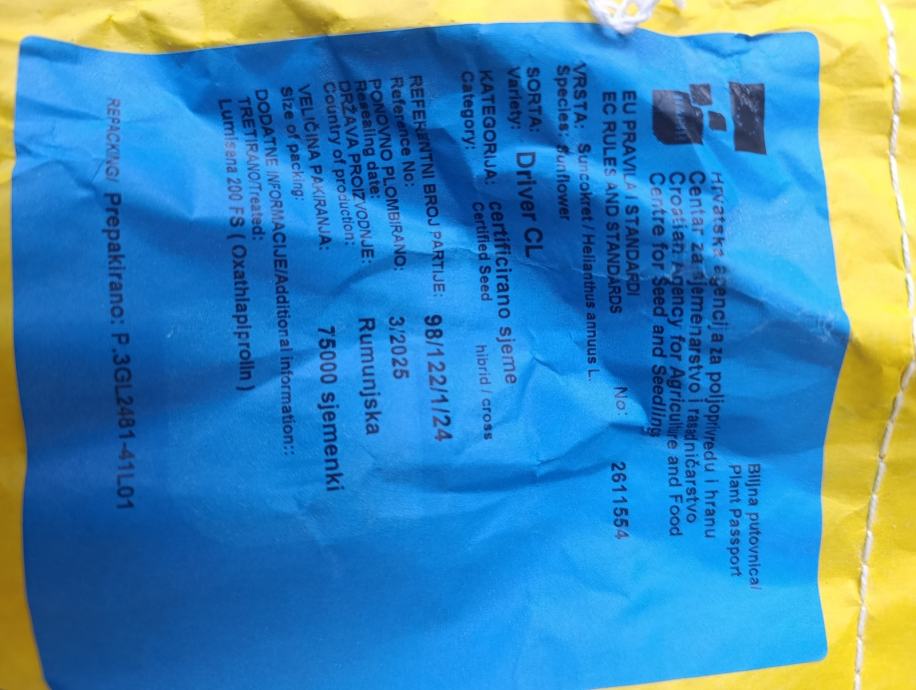 Biljna putovnica/
Plant Passport
Hrvatska agencija za poljoprivredu i hranu
Centar za sjemenarstvo i rasadničarstvo
Croatian Agency for Agriculture and Food
Centre for Seed and Seedling
EU PRAVILA I STANDARDI
EC RULES AND STANDARDS
No: 2611554
VRSTA: Suncokret / Helianthus annuus L.
Species: Sunflower
SORTA: Driver CL
Variety:
KATEGORIJA: certificirano sjeme
Category: Certified Seed hibrid / cross
REFERENTNI BROJ PARTIJE: 98/122/1/24
Reference No:
PONOVNO PLOMBIRANO: 3/2025
Resealing date:
DRŽAVA PROIZVODNJE: Rumunjska
Country of production:
VELIČINA PAKIRANJA: 75000 sjemenki
Size of packing:
DODATNE INFORMACIJE/Additional information::
TRETIRANO/Treated:
Lumisena 200 FS ( Oxathlapiprolln )
REPACKING/ Prepakirano: P.3GL2481-41L01